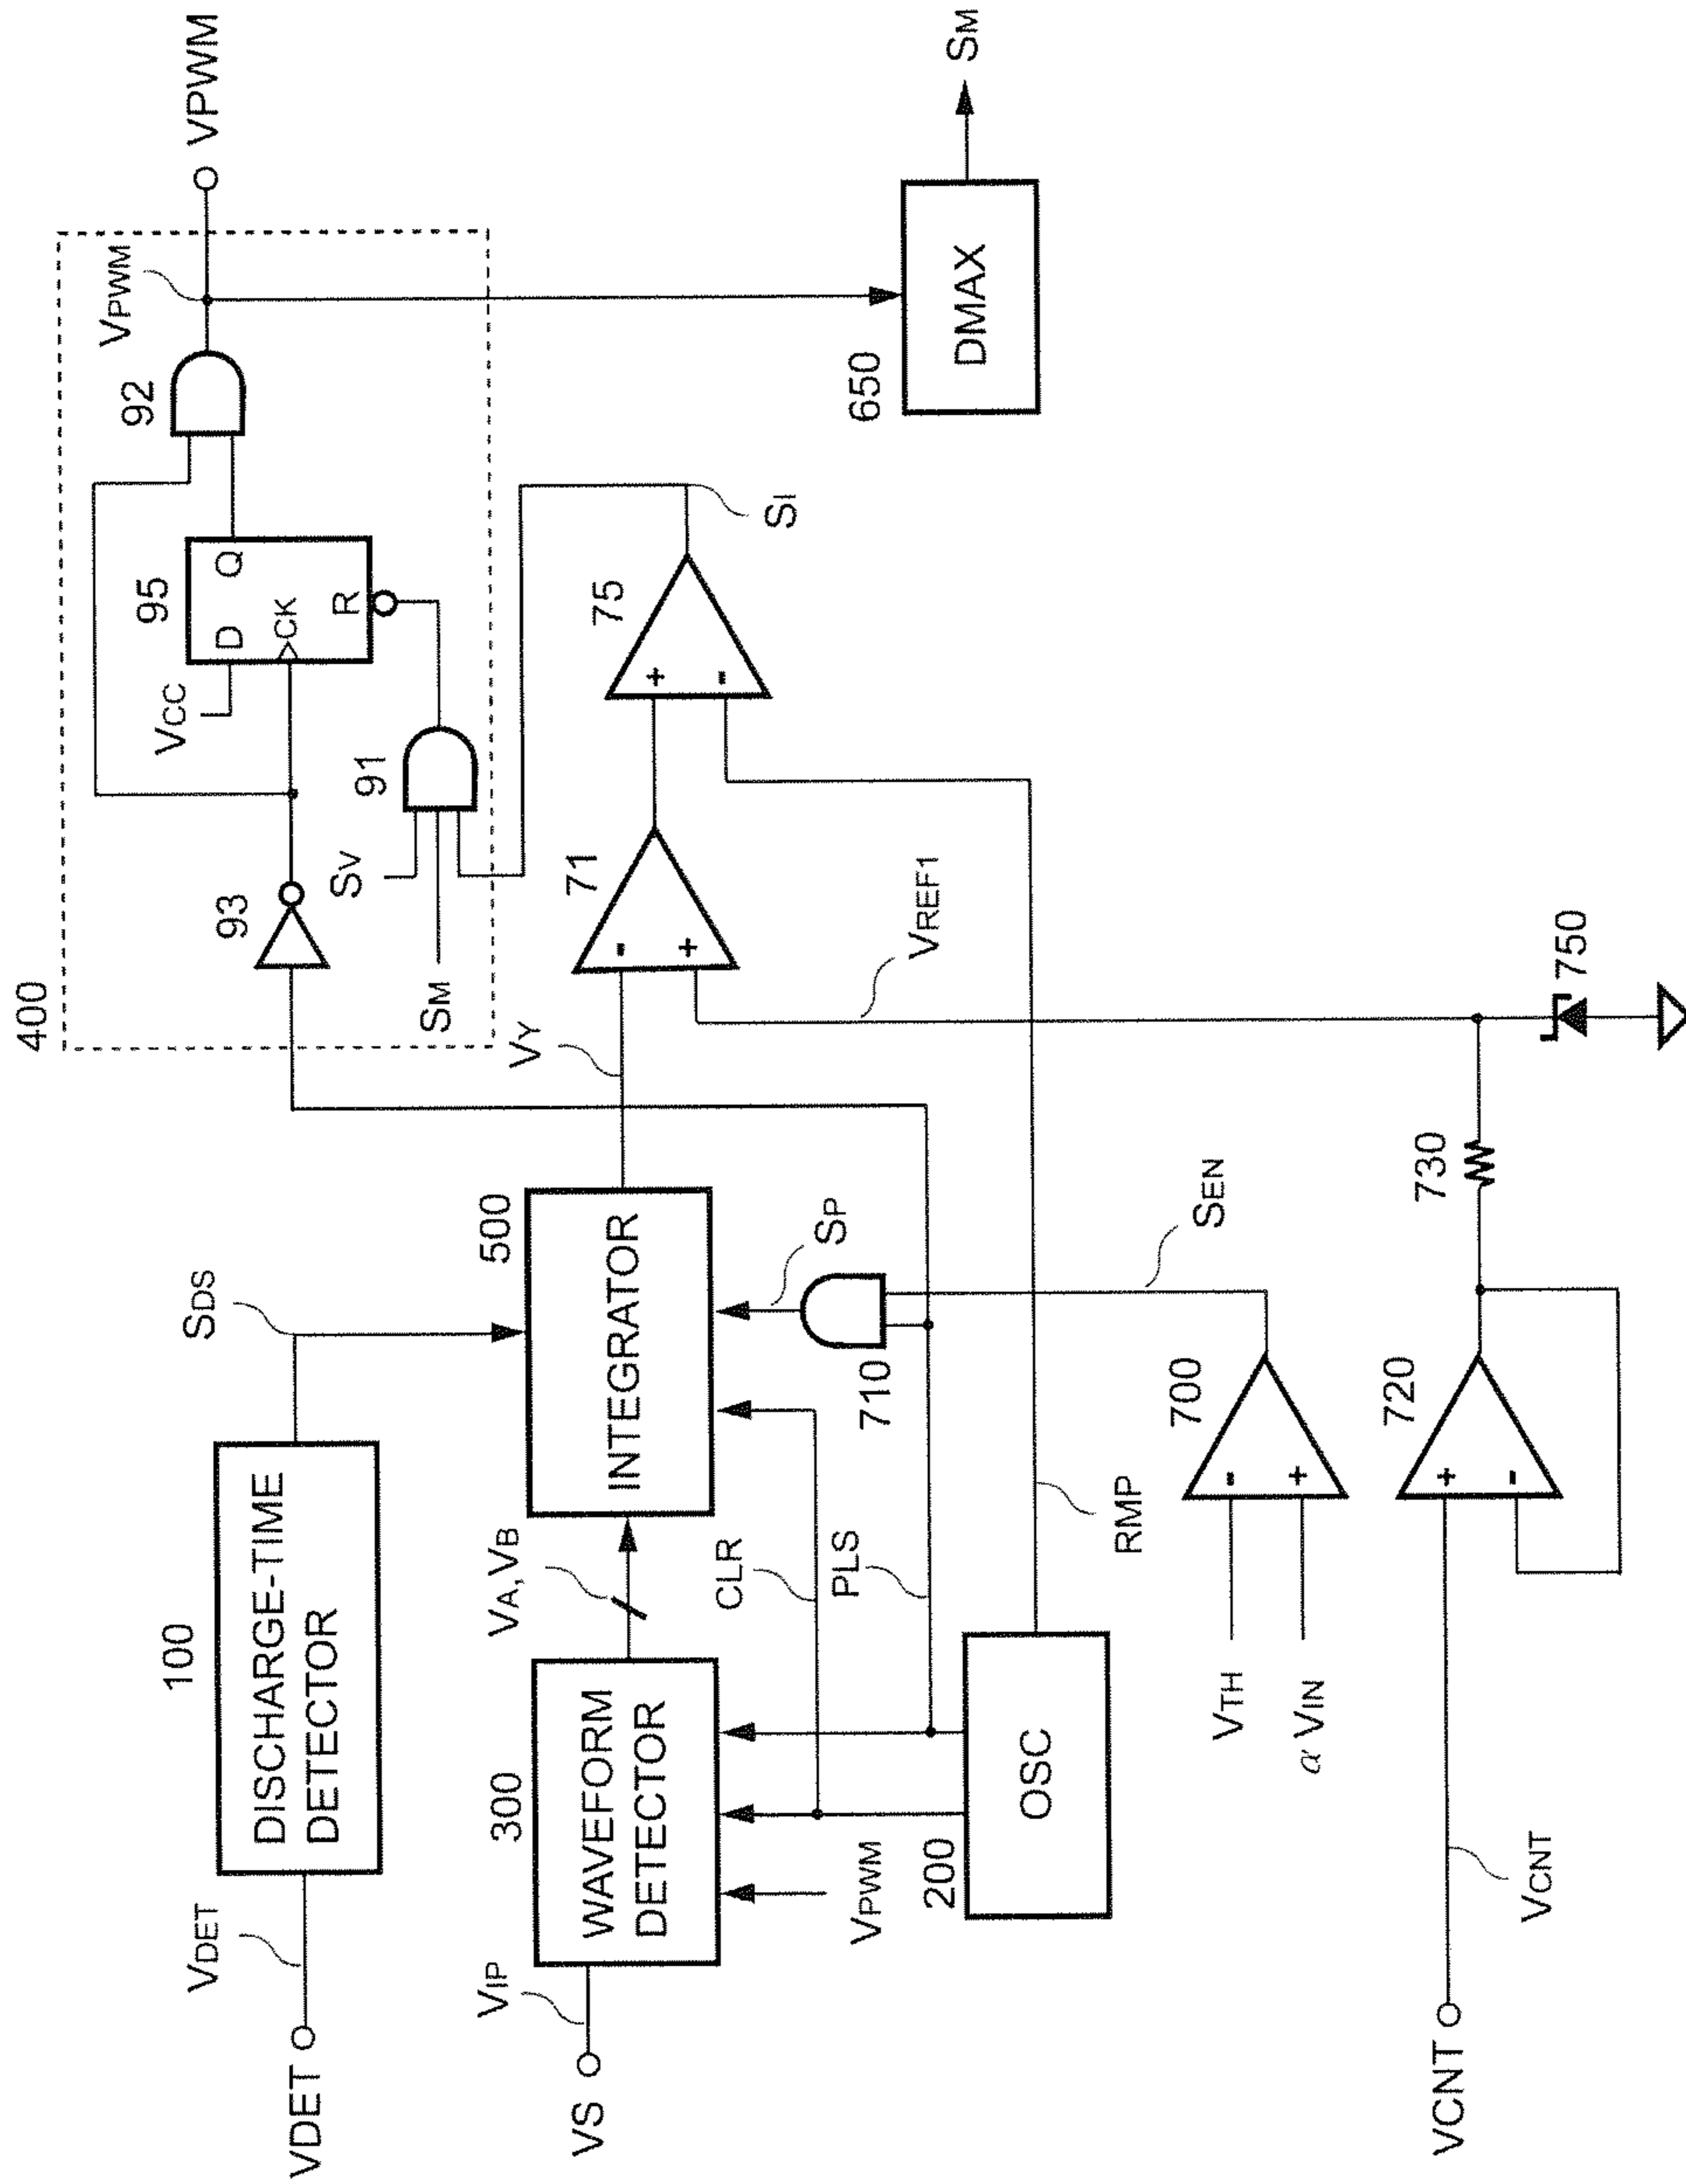 400
VPWM
VPWM
92
95
D
Q
CK
R
VCC
93
91
SV
SM
SI
75
+
-
71
-
+
VY
VREF1
650
DMAX
SM
SDS
100
DISCHARGE-TIME
DETECTOR
VDET
VDET
500
INTEGRATOR
VA,VB
300
WAVEFORM
DETECTOR
VIP
VS
CLR
PLS
VPWM
SP
710
SEN
200
OSC
RMP
700
-
+
VTH
α VIN
720
+
-
730
750
VCNT
VCNT